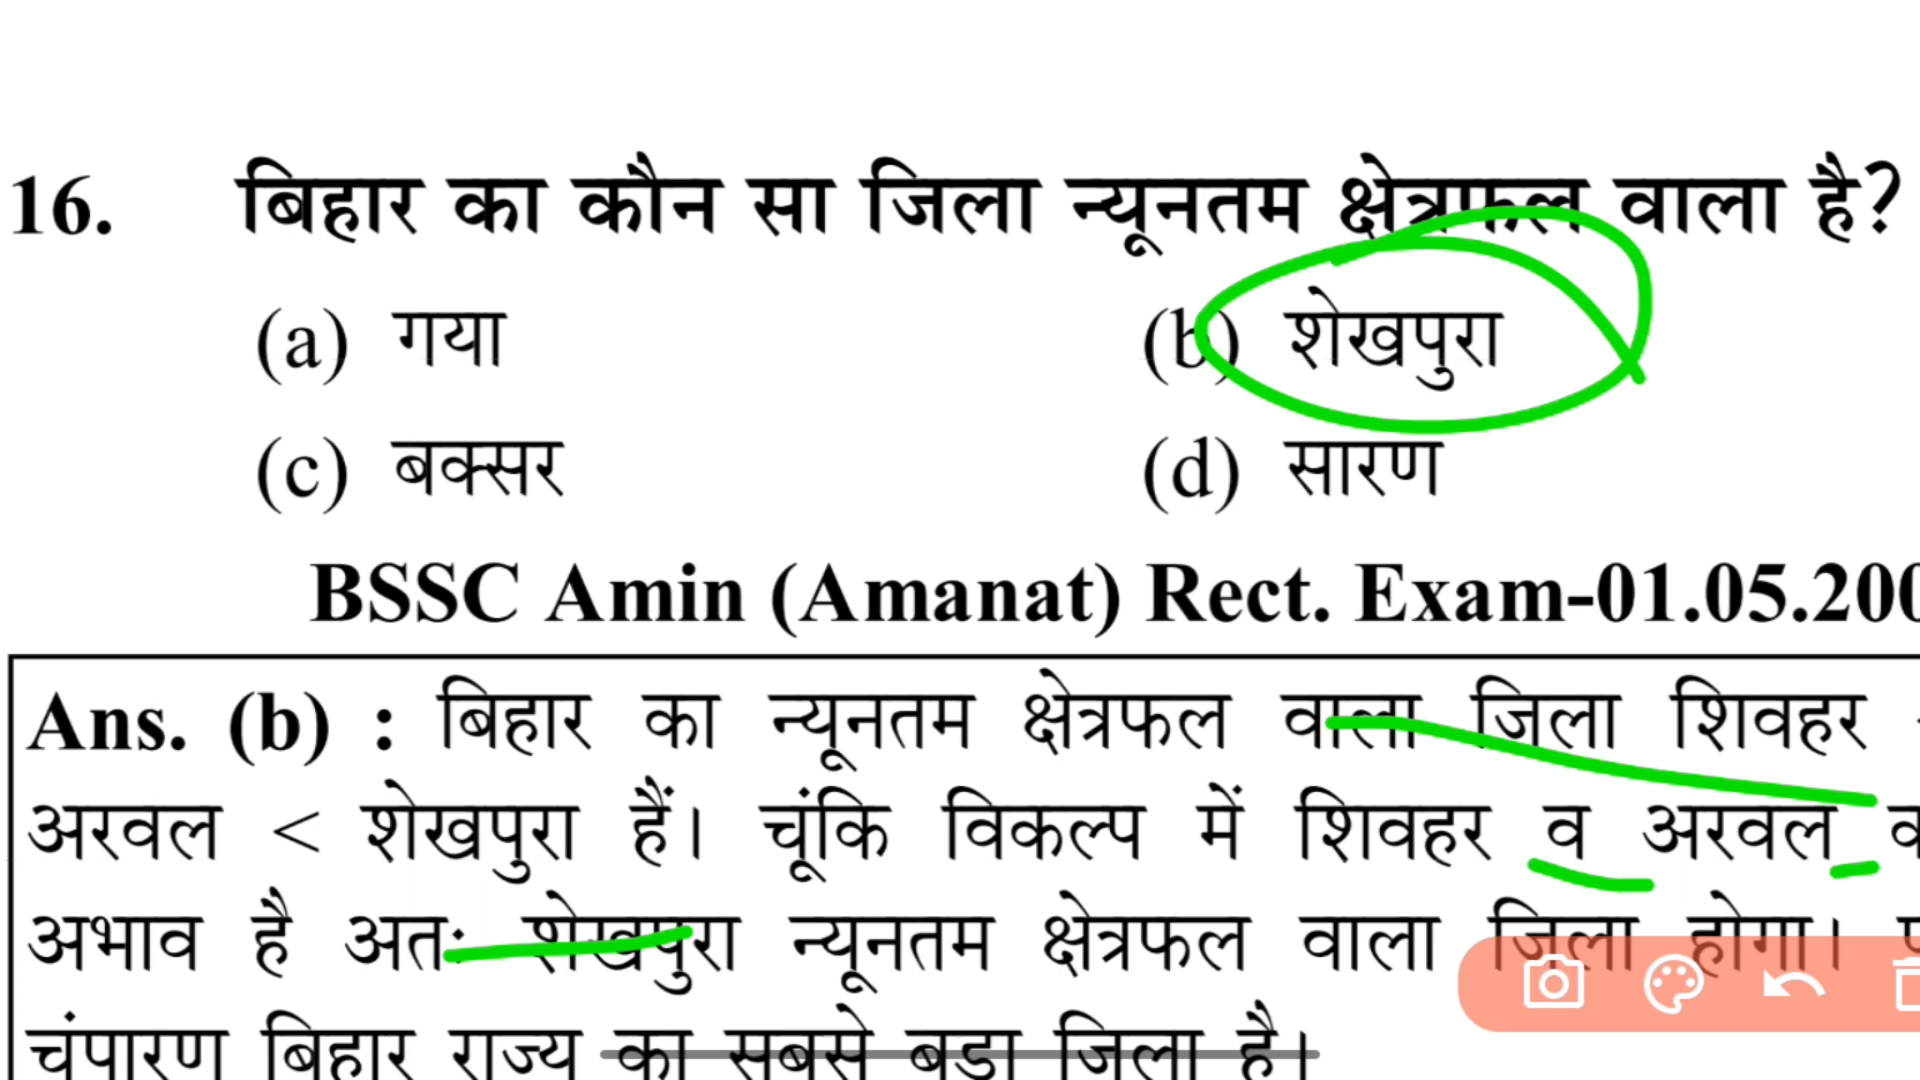 16. बिहार का कौन सा जिला न्यूनतम क्षेत्रफल वाला है?
(a) गया (b) शेखपुरा
(c) बक्सर (d) सारण
BSSC Amin (Amanat) Rect. Exam-01.05.200
Ans. (b) : बिहार का न्यूनतम क्षेत्रफल वाला जिला शिवहर
अरवल < शेखपुरा हैं। चूंकि विकल्प में शिवहर व अरवल
अभाव है अतः शेखपुरा न्यूनतम क्षेत्रफल वाला जिला होगा।
चंपारण बिहार राज्य का सबसे बड़ा जिला है।